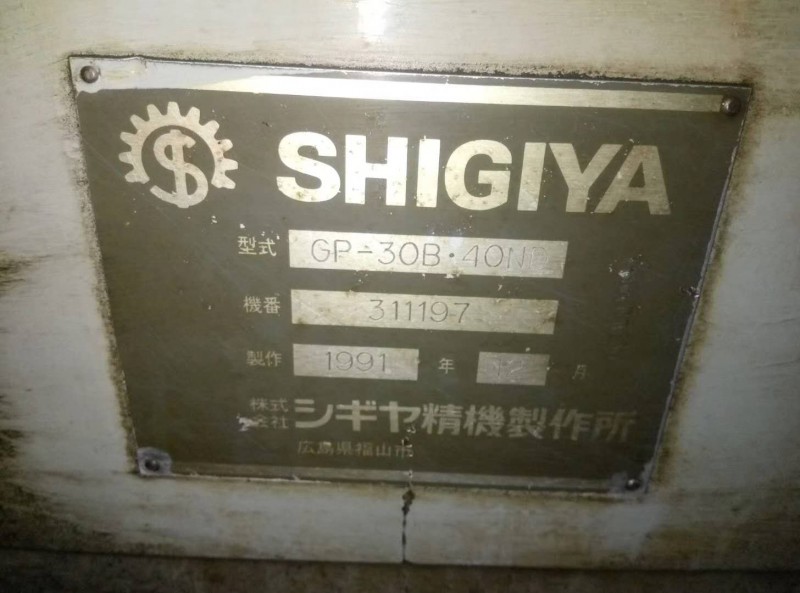 SHIGIYA
型式 GP-30B・40N
機番 311197
製作 1991 年 12 月
株式会社 シギヤ精機製作所
広島県福山市